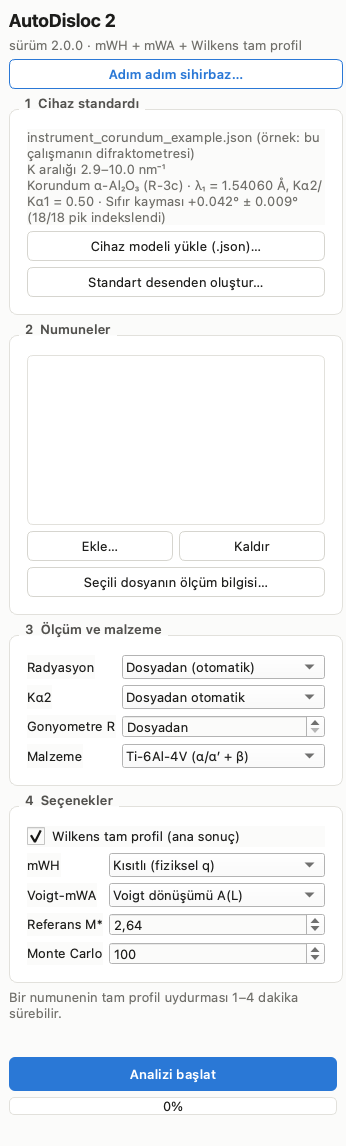 AutoDisloc 2
sürüm 2.0.0 · mWH + mWA + Wilkens tam profil
Adım adım sihirbaz…
1 Cihaz standardı
instrument_corundum_example.json (örnek: bu
çalışmanın difraktometresi)
K aralığı 2.9–10.0 nm⁻¹
Korundum α-Al₂O₃ (R-3c) · λ₁ = 1.54060 Å, Kα2/
Kα1 = 0.50 · Sıfır kayması +0.042° ± 0.009°
(18/18 pik indekslendi)
Cihaz modeli yükle (.json)…
Standart desenden oluştur…
2 Numuneler
Ekle… Kaldır
Seçili dosyanın ölçüm bilgisi…
3 Ölçüm ve malzeme
Radyasyon Dosyadan (otomatik)
Kα2 Dosyadan otomatik
Gonyometre R Dosyadan
Malzeme Ti-6Al-4V (α/α′ + β)
4 Seçenekler
Wilkens tam profil (ana sonuç)
mWH Kısıtlı (fiziksel q)
Voigt-mWA Voigt dönüşümü A(L)
Referans M* 2,64
Monte Carlo 100
Bir numunenin tam profil uydurması 1–4 dakika
sürebilir.
Analizi başlat
0%